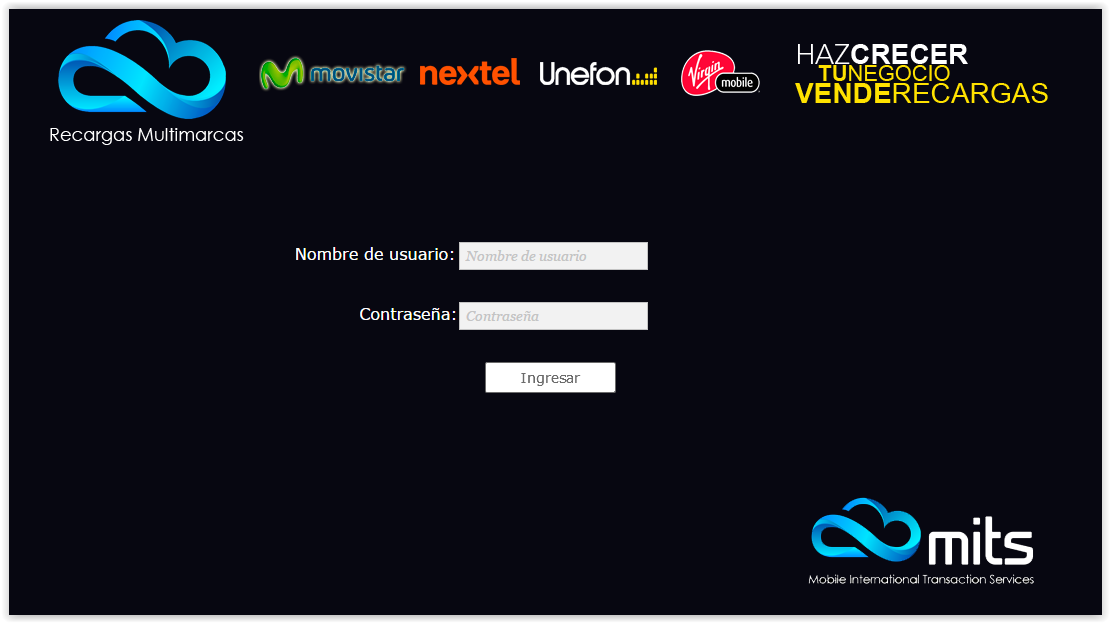 Recargas Multimarcas
movistar
nextel
Unefon
Virgin mobile
HAZCRECER
TUNEGOCIO
VENDERECARGAS
Nombre de usuario: Nombre de usuario
Contraseña: Contraseña
Ingresar
mits
Mobile International Transaction Services